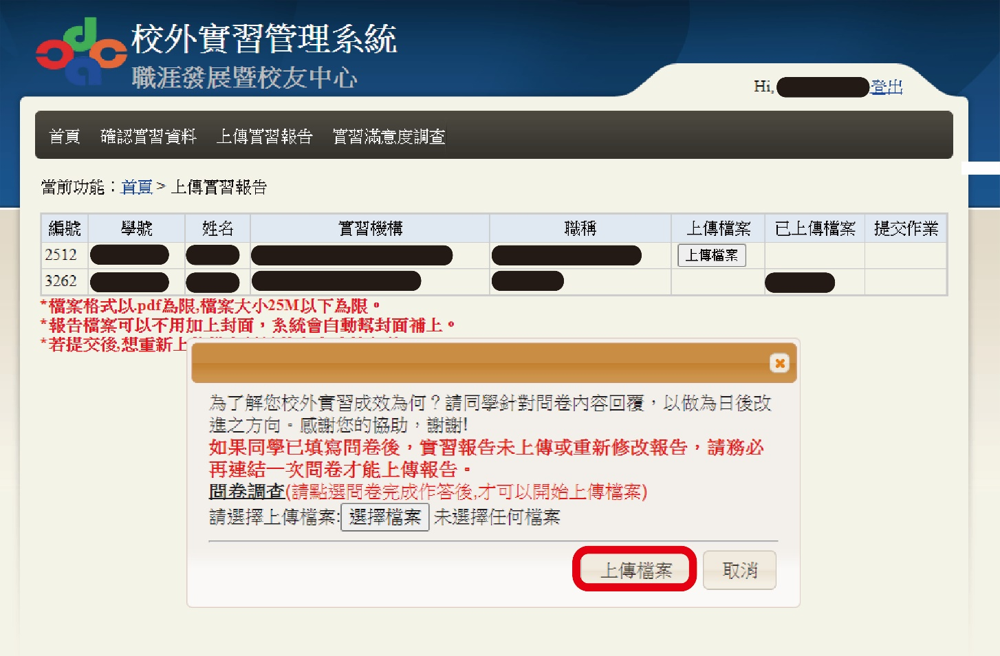 校外實習管理系統
職涯發展暨校友中心
Hi, 登出
首頁 確認實習資料 上傳實習報告 實習滿意度調查
當前功能：首頁 > 上傳實習報告
編號 學號 姓名 實習機構 職稱 上傳檔案 已上傳檔案 提交作業
2512 上傳檔案
3262
*檔案格式以.pdf為限,檔案大小25M以下為限。
*報告檔案可以不用加上封面，系統會自動幫封面補上。
*若提交後,想重新上
為了解您校外實習成效為何？請同學針對問卷內容回覆，以做為日後改
進之方向。感謝您的協助，謝謝!
如果同學已填寫問卷後，實習報告未上傳或重新修改報告，請務必
再連結一次問卷才能上傳報告。
問卷調查(請點選問卷完成作答後,才可以開始上傳檔案)
請選擇上傳檔案: 選擇檔案 未選擇任何檔案
上傳檔案 取消